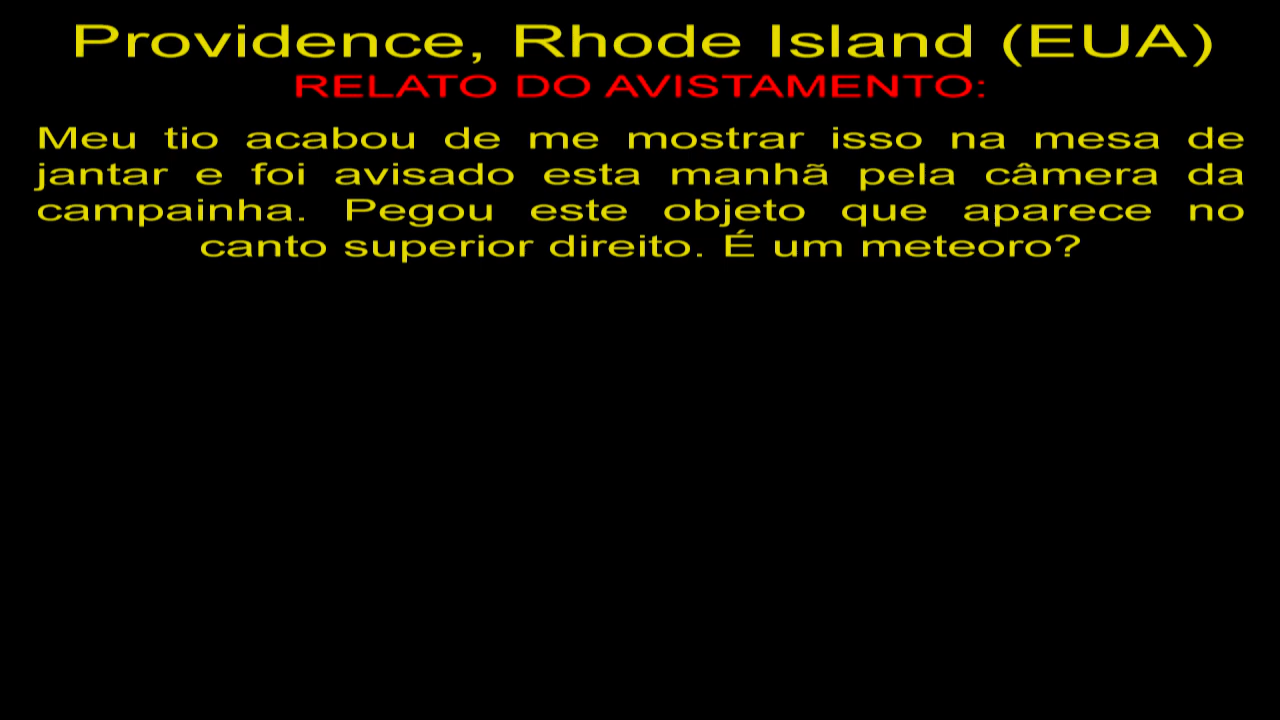 Providence, Rhode Island (EUA)
RELATO DO AVISTAMENTO:
Meu tio acabou de me mostrar isso na mesa de
jantar e foi avisado esta manhã pela câmera da
campainha. Pegou este objeto que aparece no
canto superior direito. É um meteoro?